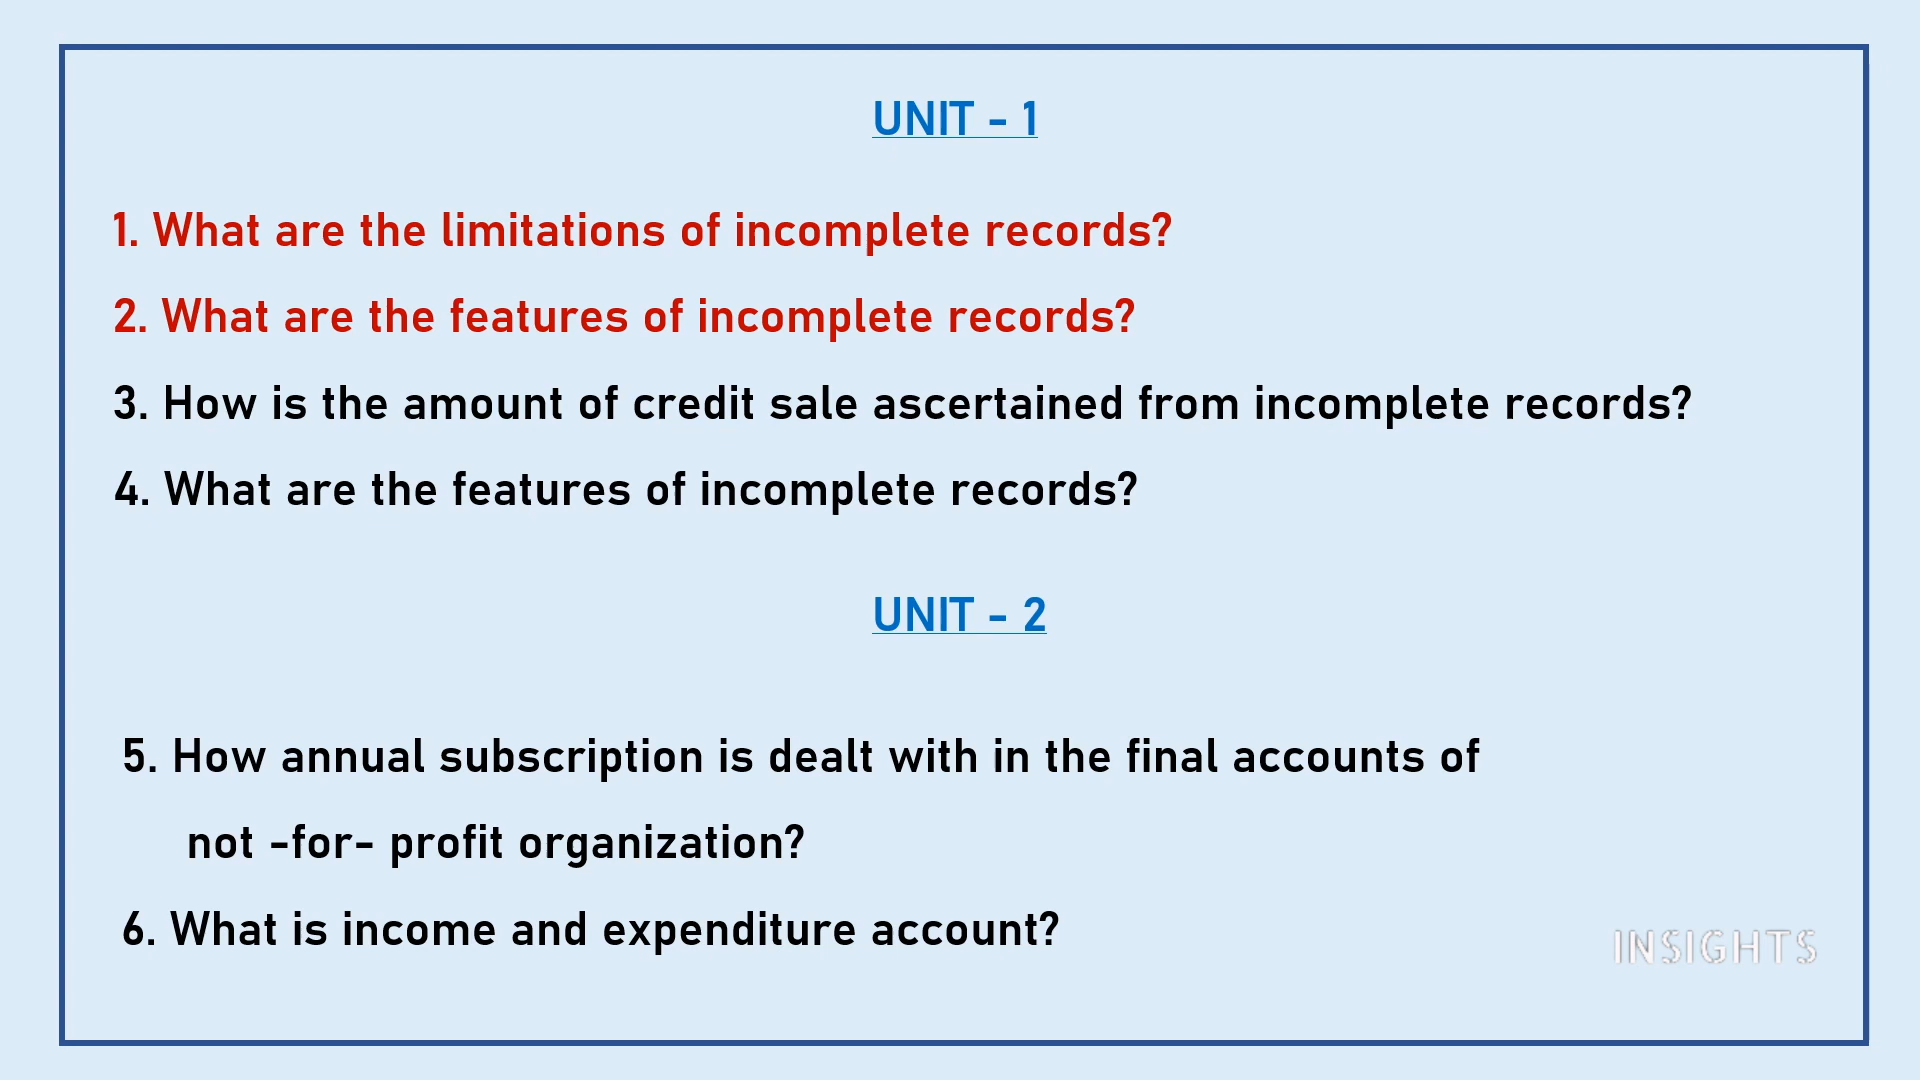 UNIT - 1
1. What are the limitations of incomplete records?
2. What are the features of incomplete records?
3. How is the amount of credit sale ascertained from incomplete records?
4. What are the features of incomplete records?
UNIT - 2
5. How annual subscription is dealt with in the final accounts of
not -for- profit organization?
6. What is income and expenditure account?
INSIGHTS